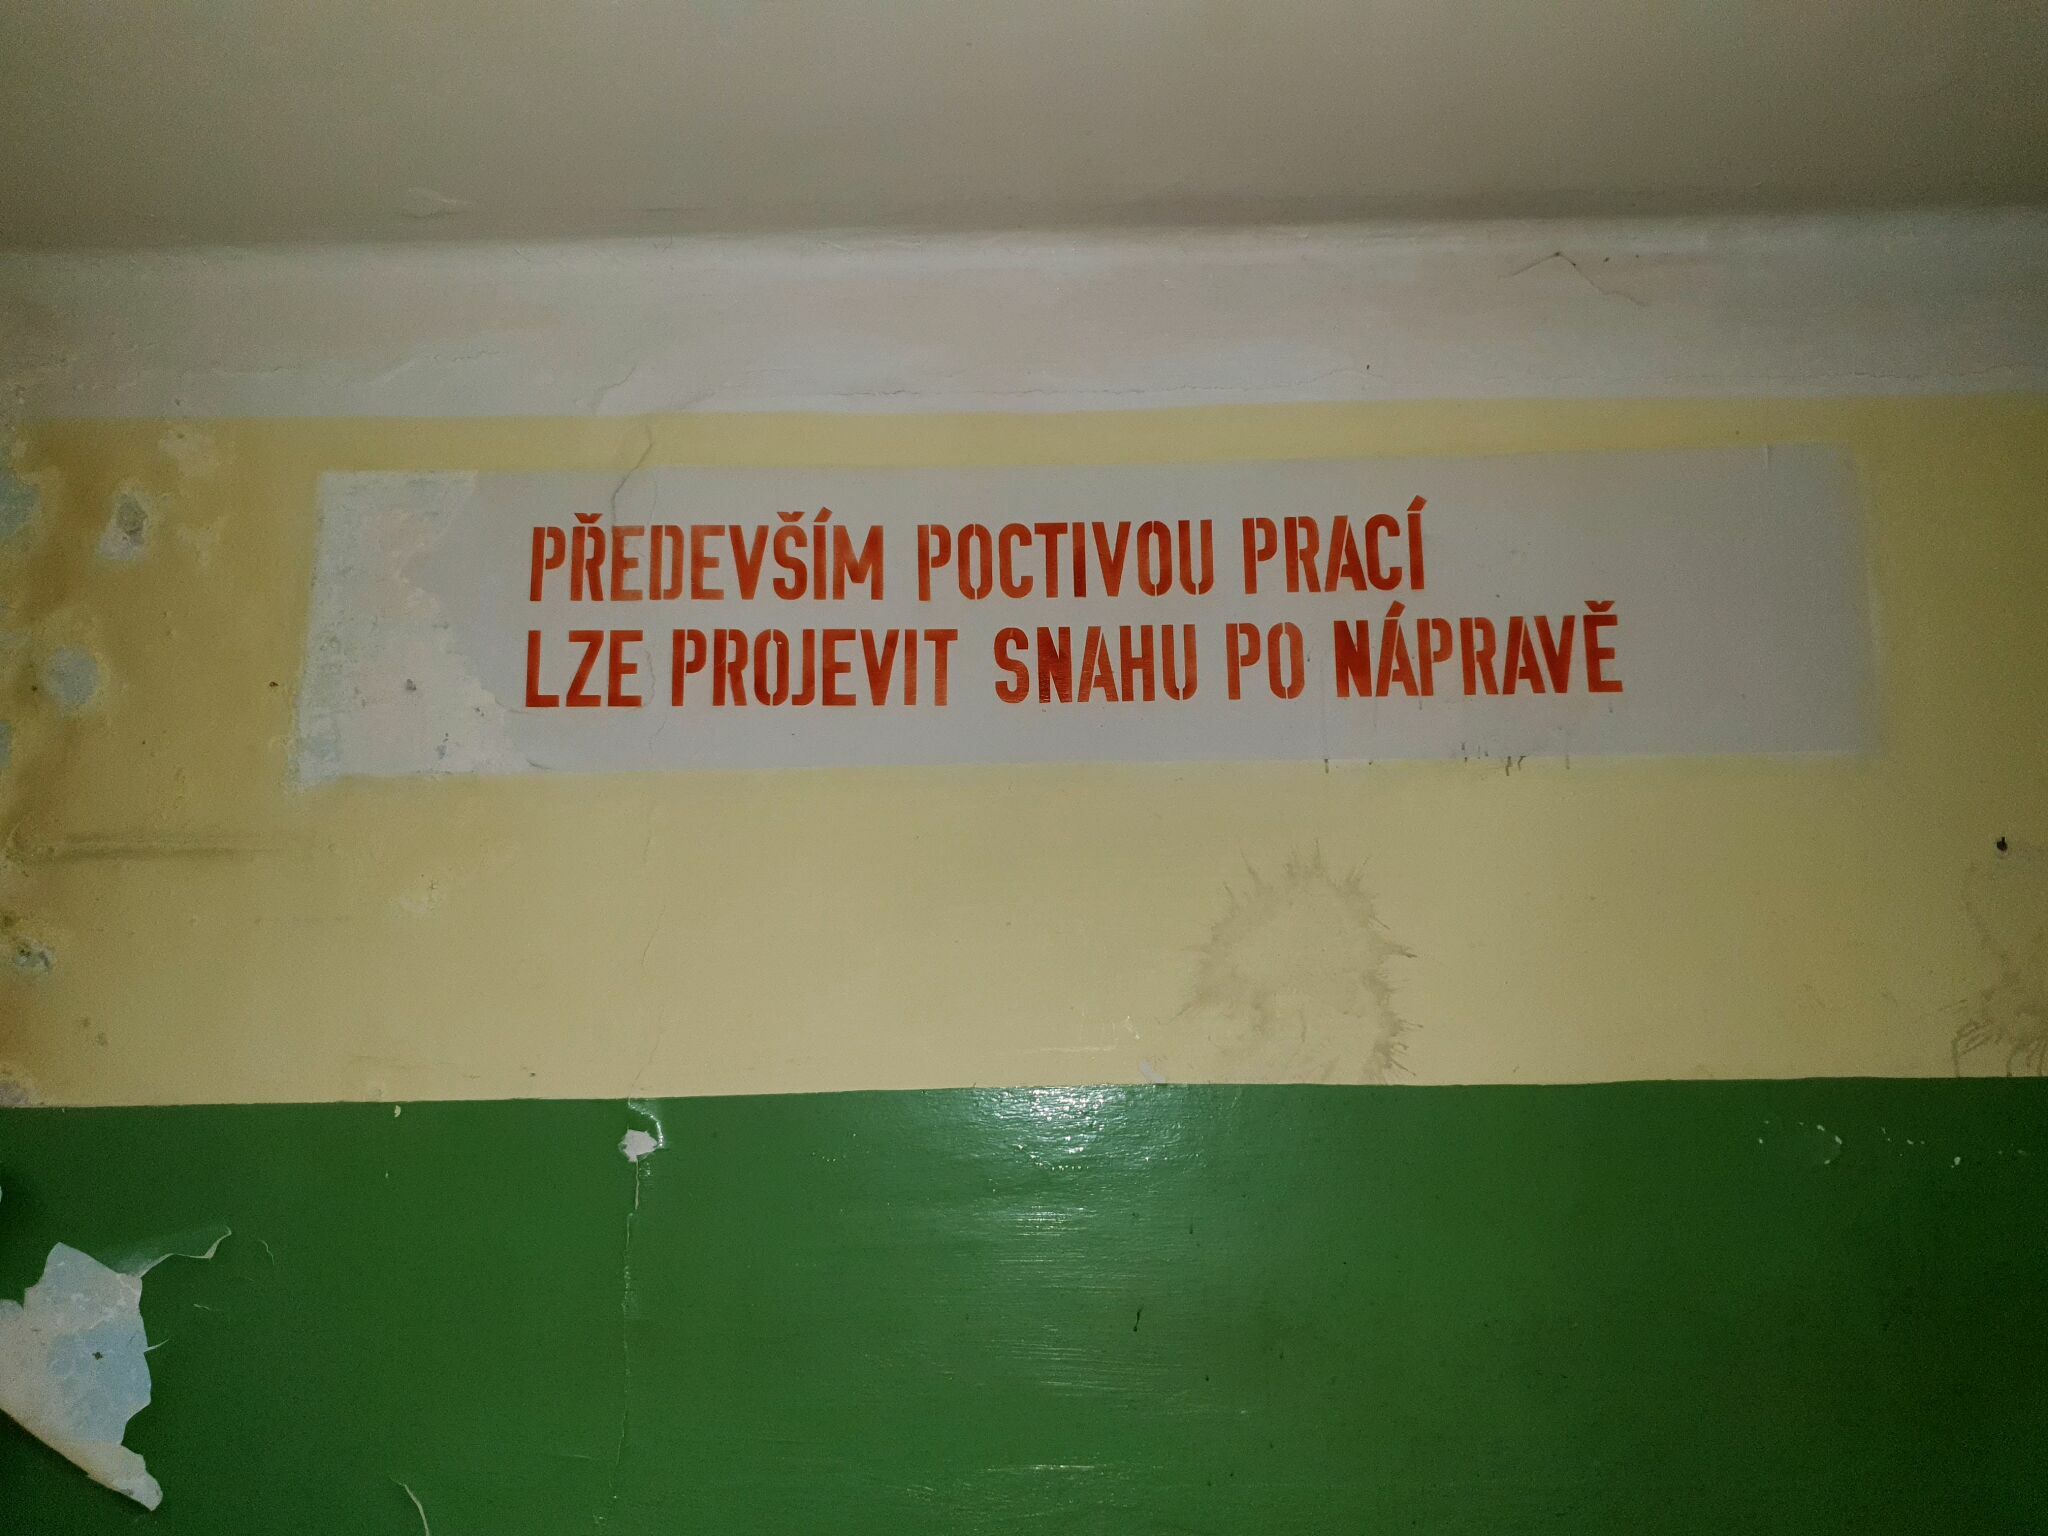 PŘEDEVŠÍM POCTIVOU PRACÍ
LZE PROJEVIT SNAHU PO NÁPRAVĚ